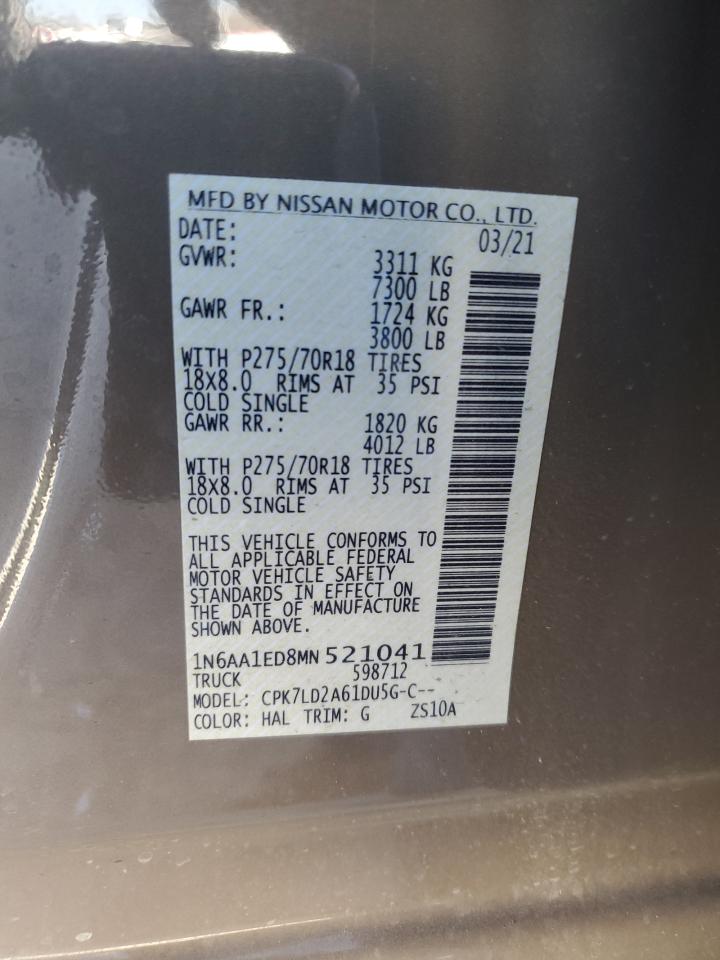 MFD BY NISSAN MOTOR CO., LTD.
DATE: 03/21
GVWR: 3311 KG
7300 LB
GAWR FR.: 1724 KG
3800 LB
WITH P275/70R18 TIRES
18X8.0 RIMS AT 35 PSI
COLD SINGLE
GAWR RR.: 1820 KG
4012 LB
WITH P275/70R18 TIRES
18X8.0 RIMS AT 35 PSI
COLD SINGLE
THIS VEHICLE CONFORMS TO
ALL APPLICABLE FEDERAL
MOTOR VEHICLE SAFETY
STANDARDS IN EFFECT ON
THE DATE OF MANUFACTURE
SHOWN ABOVE.
1N6AA1ED8MN 521041
TRUCK 598712
MODEL: CPK7LD2A61DU5G-C--
COLOR: HAL TRIM: G ZS10A